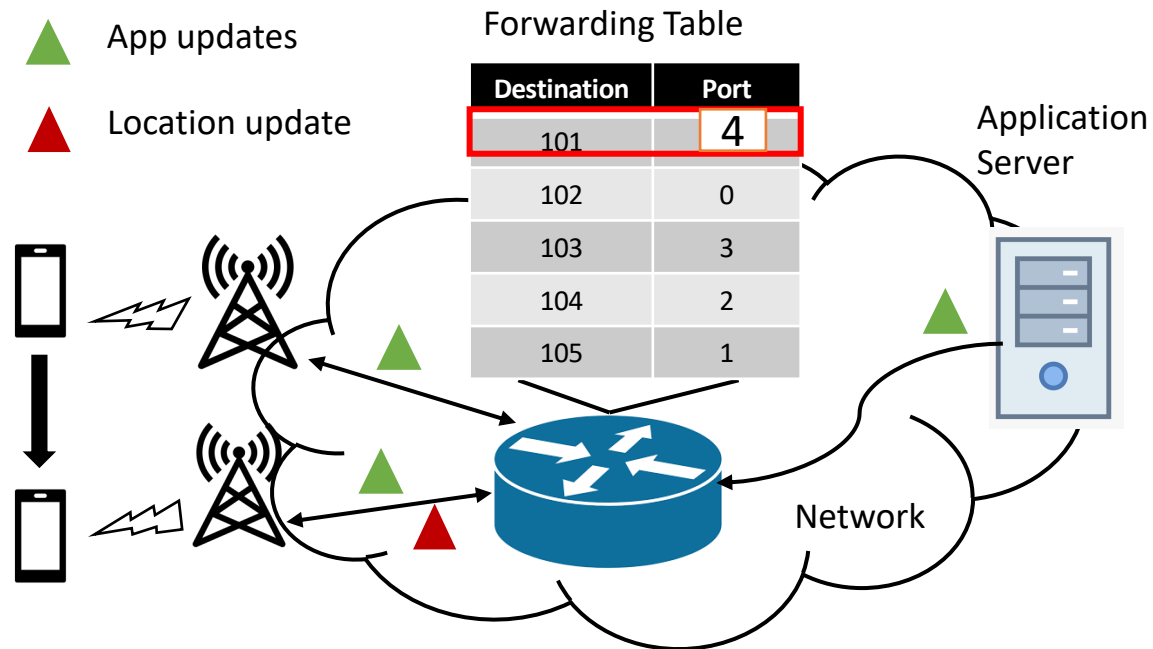 App updates
Location update
Forwarding Table
Destination Port
101 4
102 0
103 3
104 2
105 1
Application
Server
Network